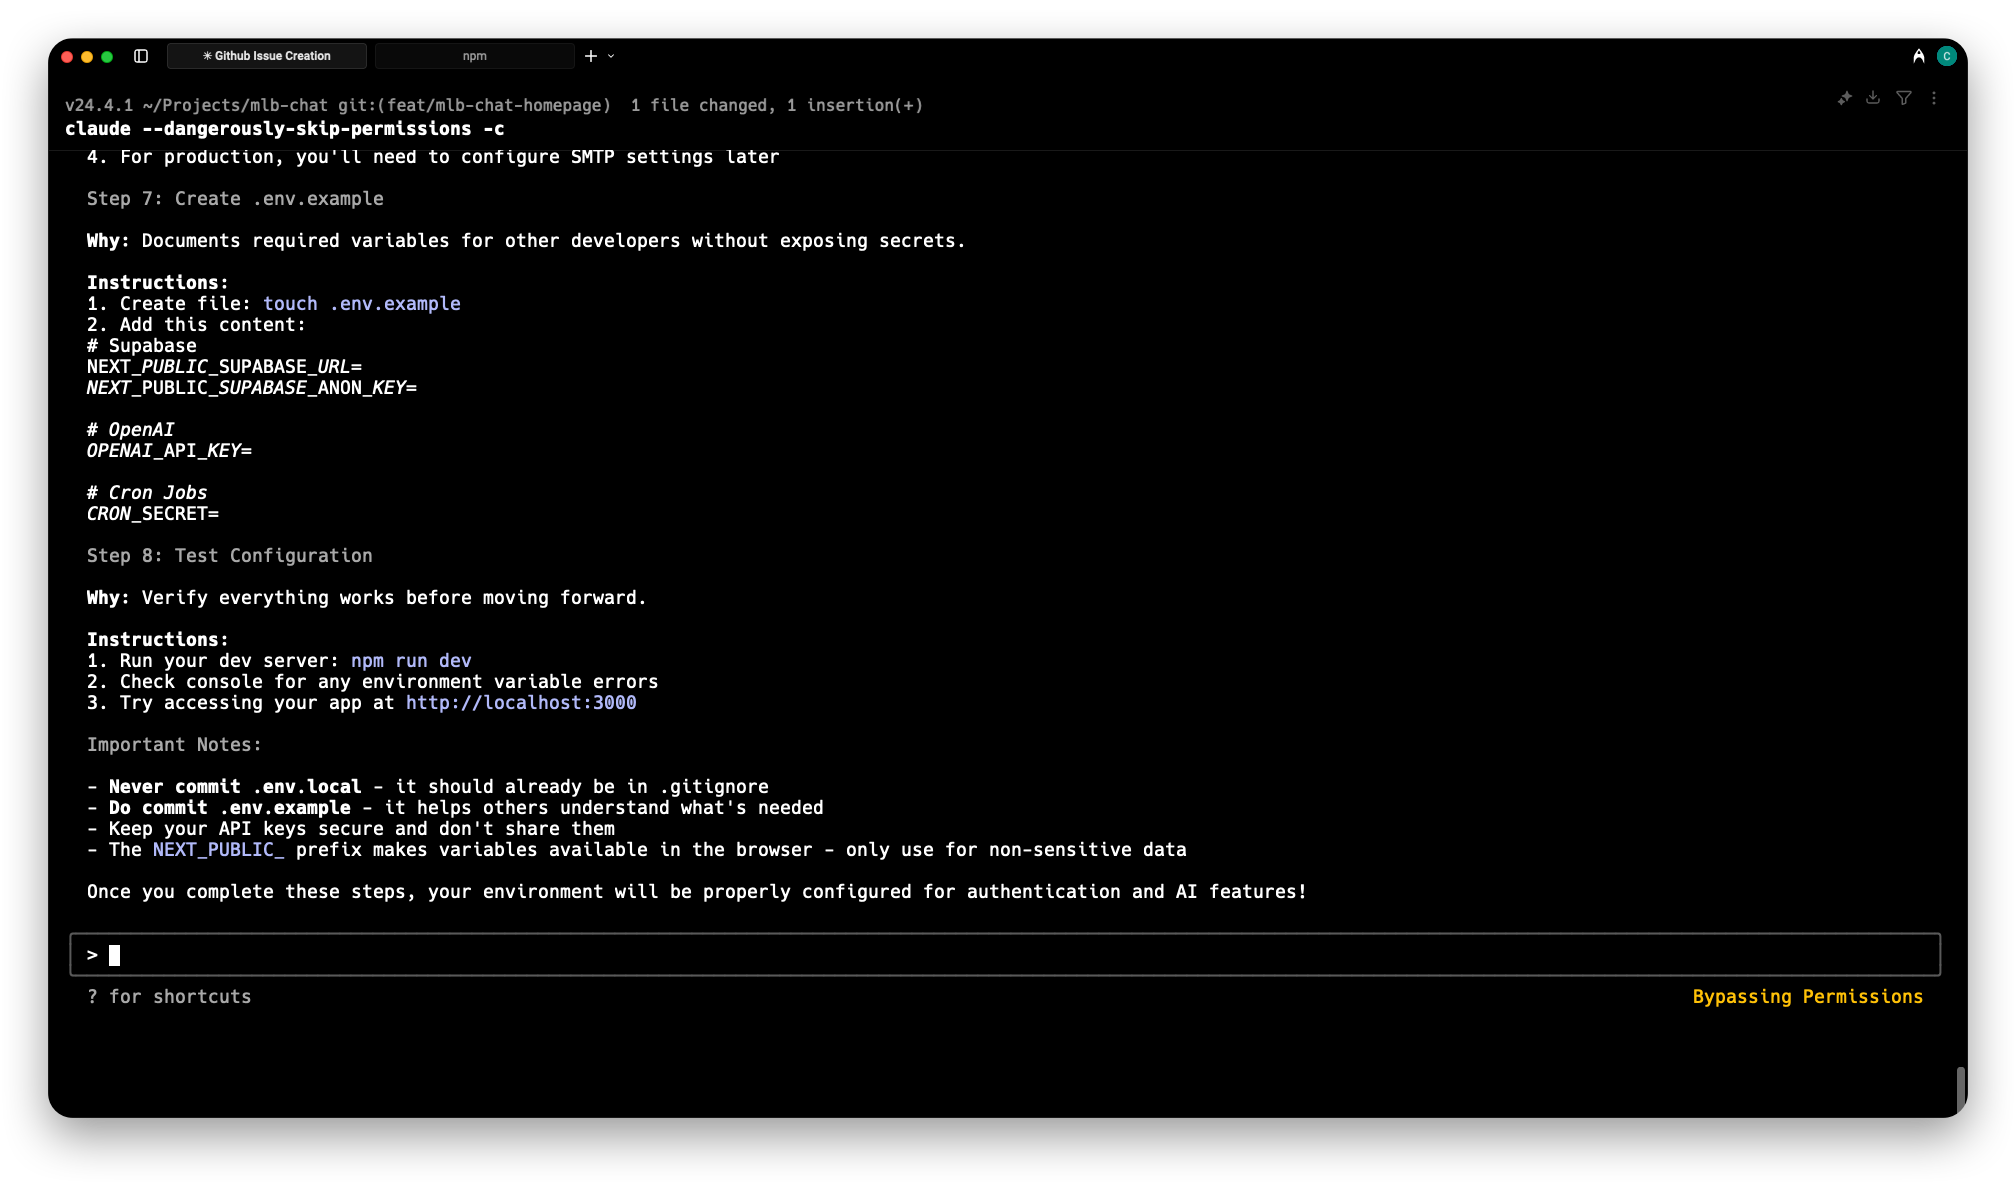 ✳ Github Issue Creation
npm
C
v24.4.1 ~/Projects/mlb-chat git:(feat/mlb-chat-homepage)  1 file changed, 1 insertion(+)
claude --dangerously-skip-permissions -c
4. For production, you'll need to configure SMTP settings later
Step 7: Create .env.example
Why: Documents required variables for other developers without exposing secrets.
Instructions:
1. Create file: touch .env.example
2. Add this content:
# Supabase
NEXT_PUBLIC_SUPABASE_URL=
NEXT_PUBLIC_SUPABASE_ANON_KEY=
# OpenAI
OPENAI_API_KEY=
# Cron Jobs
CRON_SECRET=
Step 8: Test Configuration
Why: Verify everything works before moving forward.
Instructions:
1. Run your dev server: npm run dev
2. Check console for any environment variable errors
3. Try accessing your app at http://localhost:3000
Important Notes:
- Never commit .env.local - it should already be in .gitignore
- Do commit .env.example - it helps others understand what's needed
- Keep your API keys secure and don't share them
- The NEXT_PUBLIC_ prefix makes variables available in the browser - only use for non-sensitive data
Once you complete these steps, your environment will be properly configured for authentication and AI features!
>
? for shortcuts
Bypassing Permissions